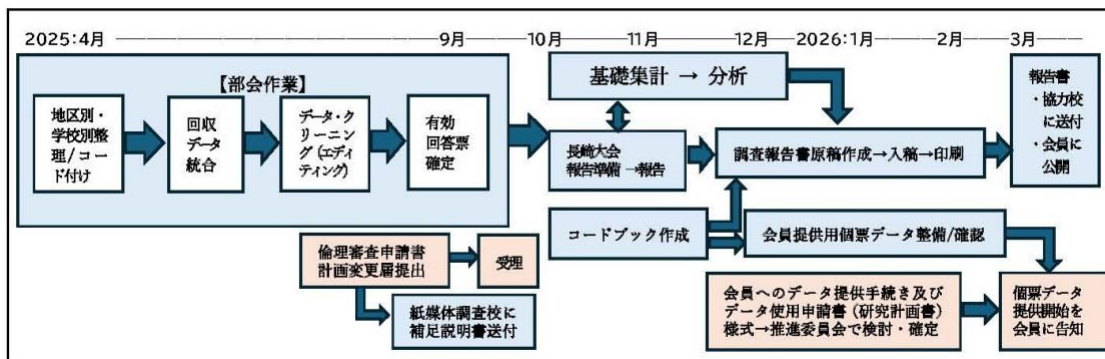 2025:4月 9月 10月 11月 12月 2026:1月 2月 3月
【部会作業】
地区別・
学校別整
理/コー
ド付け
回収
データ
統合
データ・ク
リーニン
グ(エディ
ティング)
有効
回答票
確定
基礎集計 → 分析
長崎大会
報告準備→報告
調査報告書原稿作成→入稿→印刷
報告書
・協力校
に送付
・会員に
公開
コードブック作成
会員提供用個票データ整備/確認
倫理審査申請書
計画変更届提出
受理
紙媒体調査校に
補足説明書送付
会員へのデータ提供手続き及び
データ使用申請書(研究計画書)
様式→推進委員会で検討・確定
個票データ
提供開始を
会員に告知